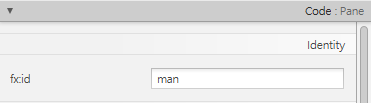 Code : Pane
Identity
fx:id man